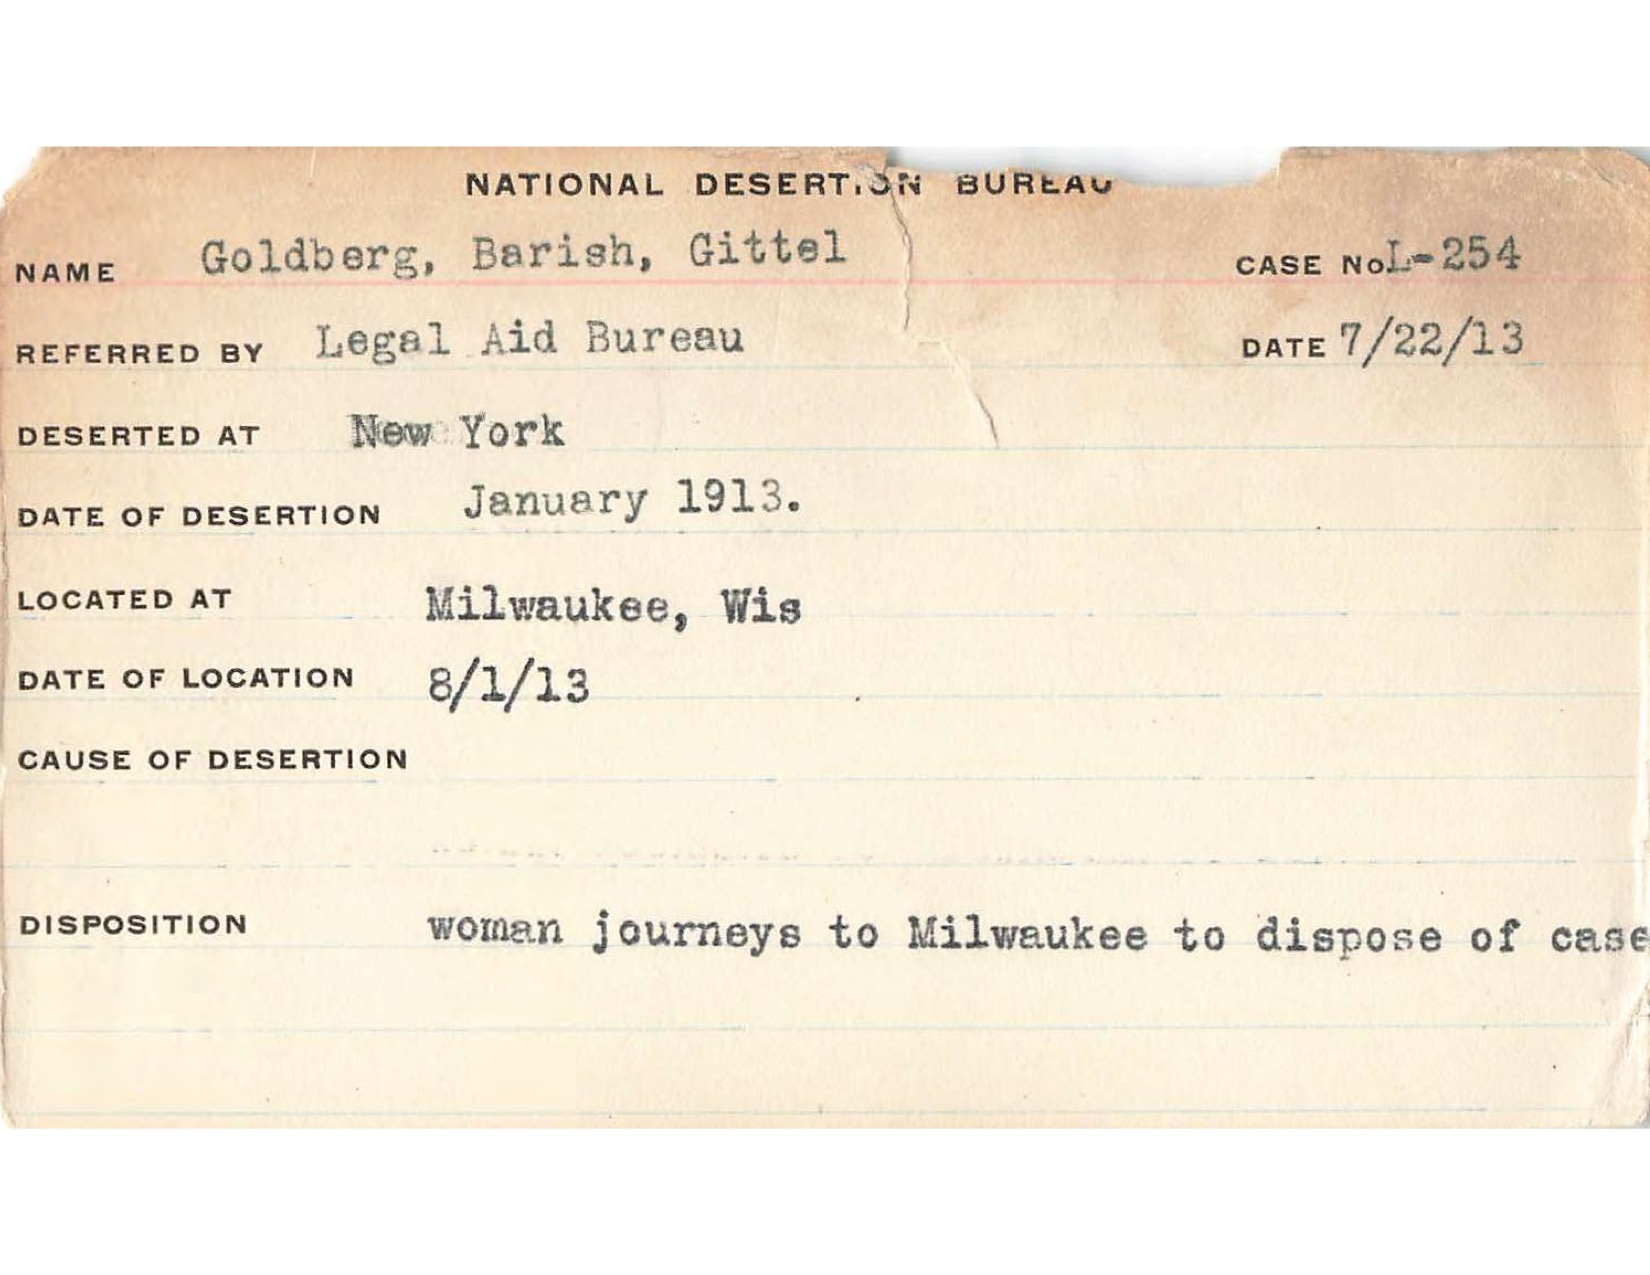 NATIONAL DESERTION BUREAU
NAME Goldberg, Barish, Gittel CASE No L-254
REFERRED BY Legal Aid Bureau DATE 7/22/13
DESERTED AT New York
DATE OF DESERTION January 1913.
LOCATED AT Milwaukee, Wis
DATE OF LOCATION 8/1/13
CAUSE OF DESERTION
DISPOSITION woman journeys to Milwaukee to dispose of case